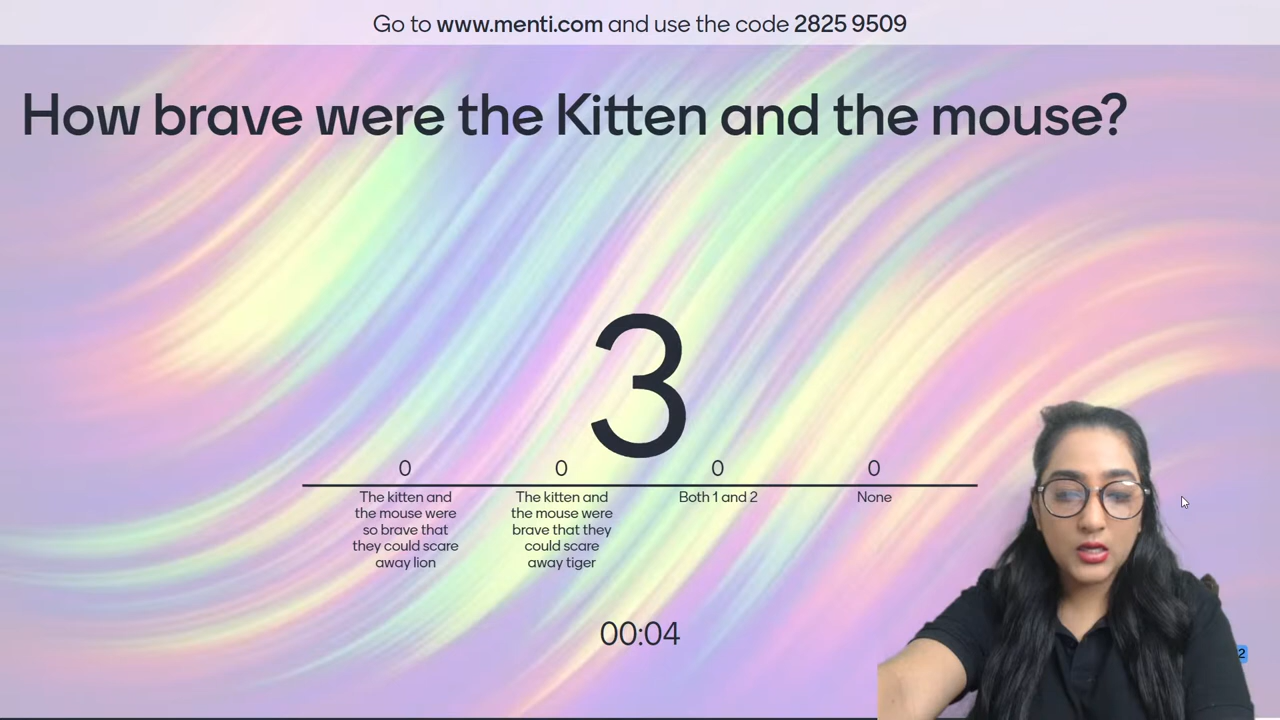 Go to www.menti.com and use the code 2825 9509
How brave were the Kitten and the mouse?
3
0 0 0 0
The kitten and
the mouse were
so brave that
they could scare
away lion
The kitten and
the mouse were
brave that they
could scare
away tiger
Both 1 and 2
None
00:04
2